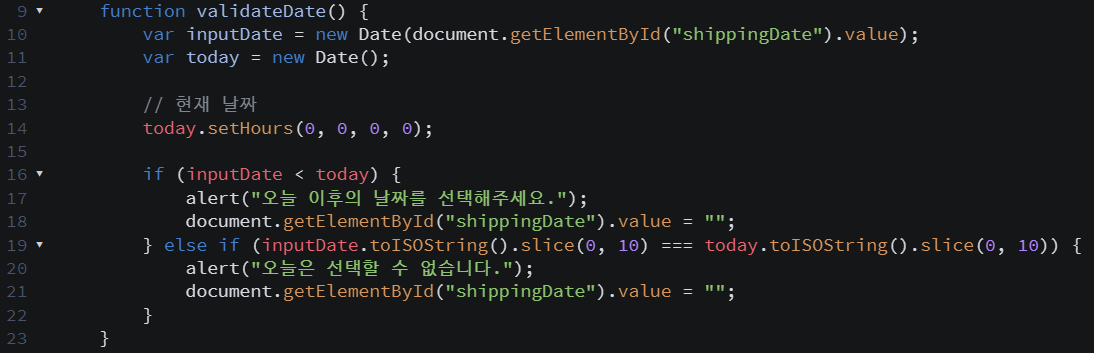 9 ▾ function validateDate() {
10 var inputDate = new Date(document.getElementById("shippingDate").value);
11 var today = new Date();
12
13 // 현재 날짜
14 today.setHours(0, 0, 0, 0);
15
16 ▾ if (inputDate < today) {
17 alert("오늘 이후의 날짜를 선택해주세요.");
18 document.getElementById("shippingDate").value = "";
19 ▾ } else if (inputDate.toISOString().slice(0, 10) === today.toISOString().slice(0, 10)) {
20 alert("오늘은 선택할 수 없습니다.");
21 document.getElementById("shippingDate").value = "";
22 }
23 }